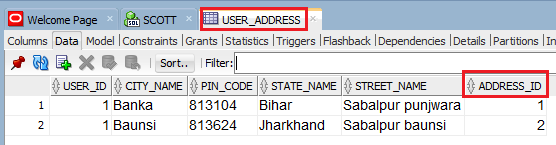 Welcome Page SCOTT USER_ADDRESS
Columns Data Model Constraints Grants Statistics Triggers Flashback Dependencies Details Partitions In
Sort.. Filter:
USER_ID CITY_NAME PIN_CODE STATE_NAME STREET_NAME ADDRESS_ID
1 1 Banka 813104 Bihar Sabalpur punjwara 1
2 1 Baunsi 813624 Jharkhand Sabalpur baunsi 2